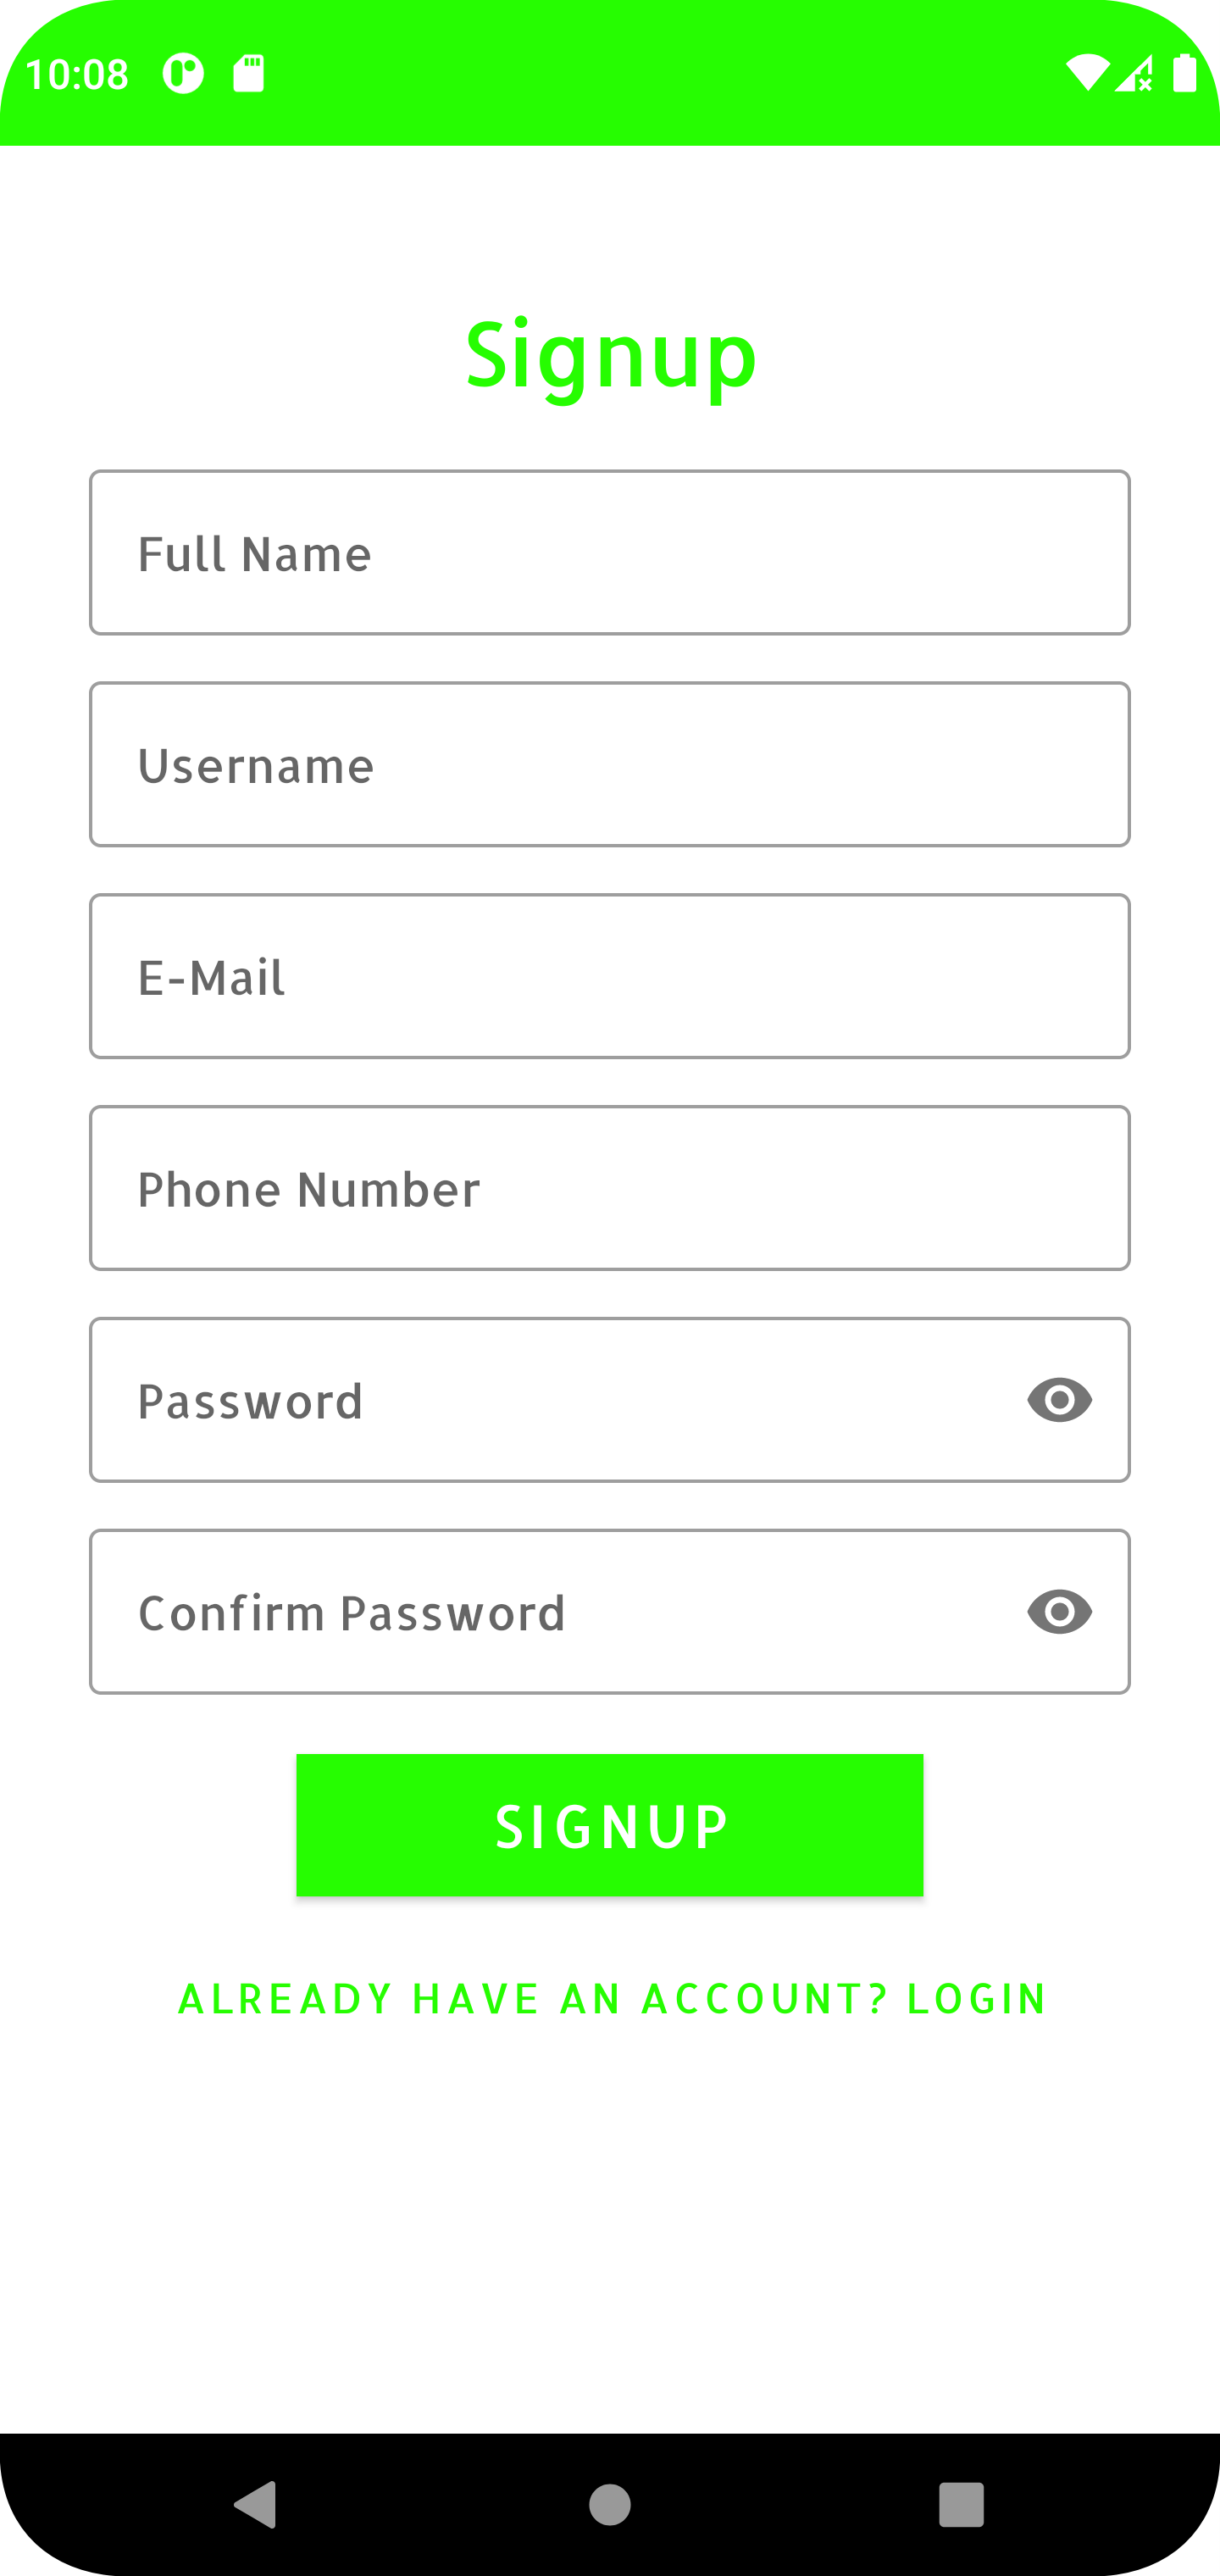 10:08
Signup
Full Name
Username
E-Mail
Phone Number
Password
Confirm Password
SIGNUP
ALREADY HAVE AN ACCOUNT? LOGIN